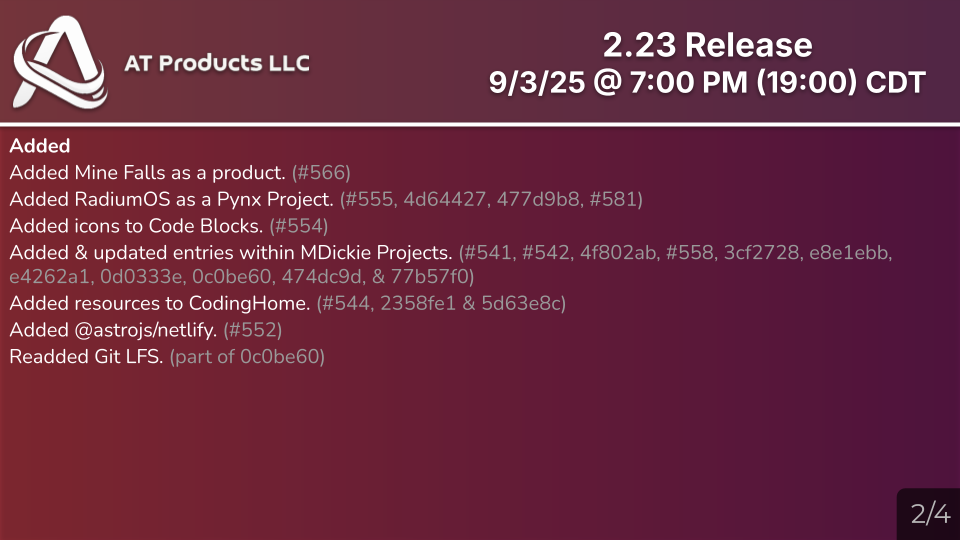 AT Products LLC
2.23 Release
9/3/25 @ 7:00 PM (19:00) CDT
Added
Added Mine Falls as a product. (#566)
Added RadiumOS as a Pynx Project. (#555, 4d64427, 477d9b8, #581)
Added icons to Code Blocks. (#554)
Added & updated entries within MDickie Projects. (#541, #542, 4f802ab, #558, 3cf2728, e8e1ebb,
e4262a1, 0d0333e, 0c0be60, 474dc9d, & 77b57f0)
Added resources to CodingHome. (#544, 2358fe1 & 5d63e8c)
Added @astrojs/netlify. (#552)
Readded Git LFS. (part of 0c0be60)
2/4